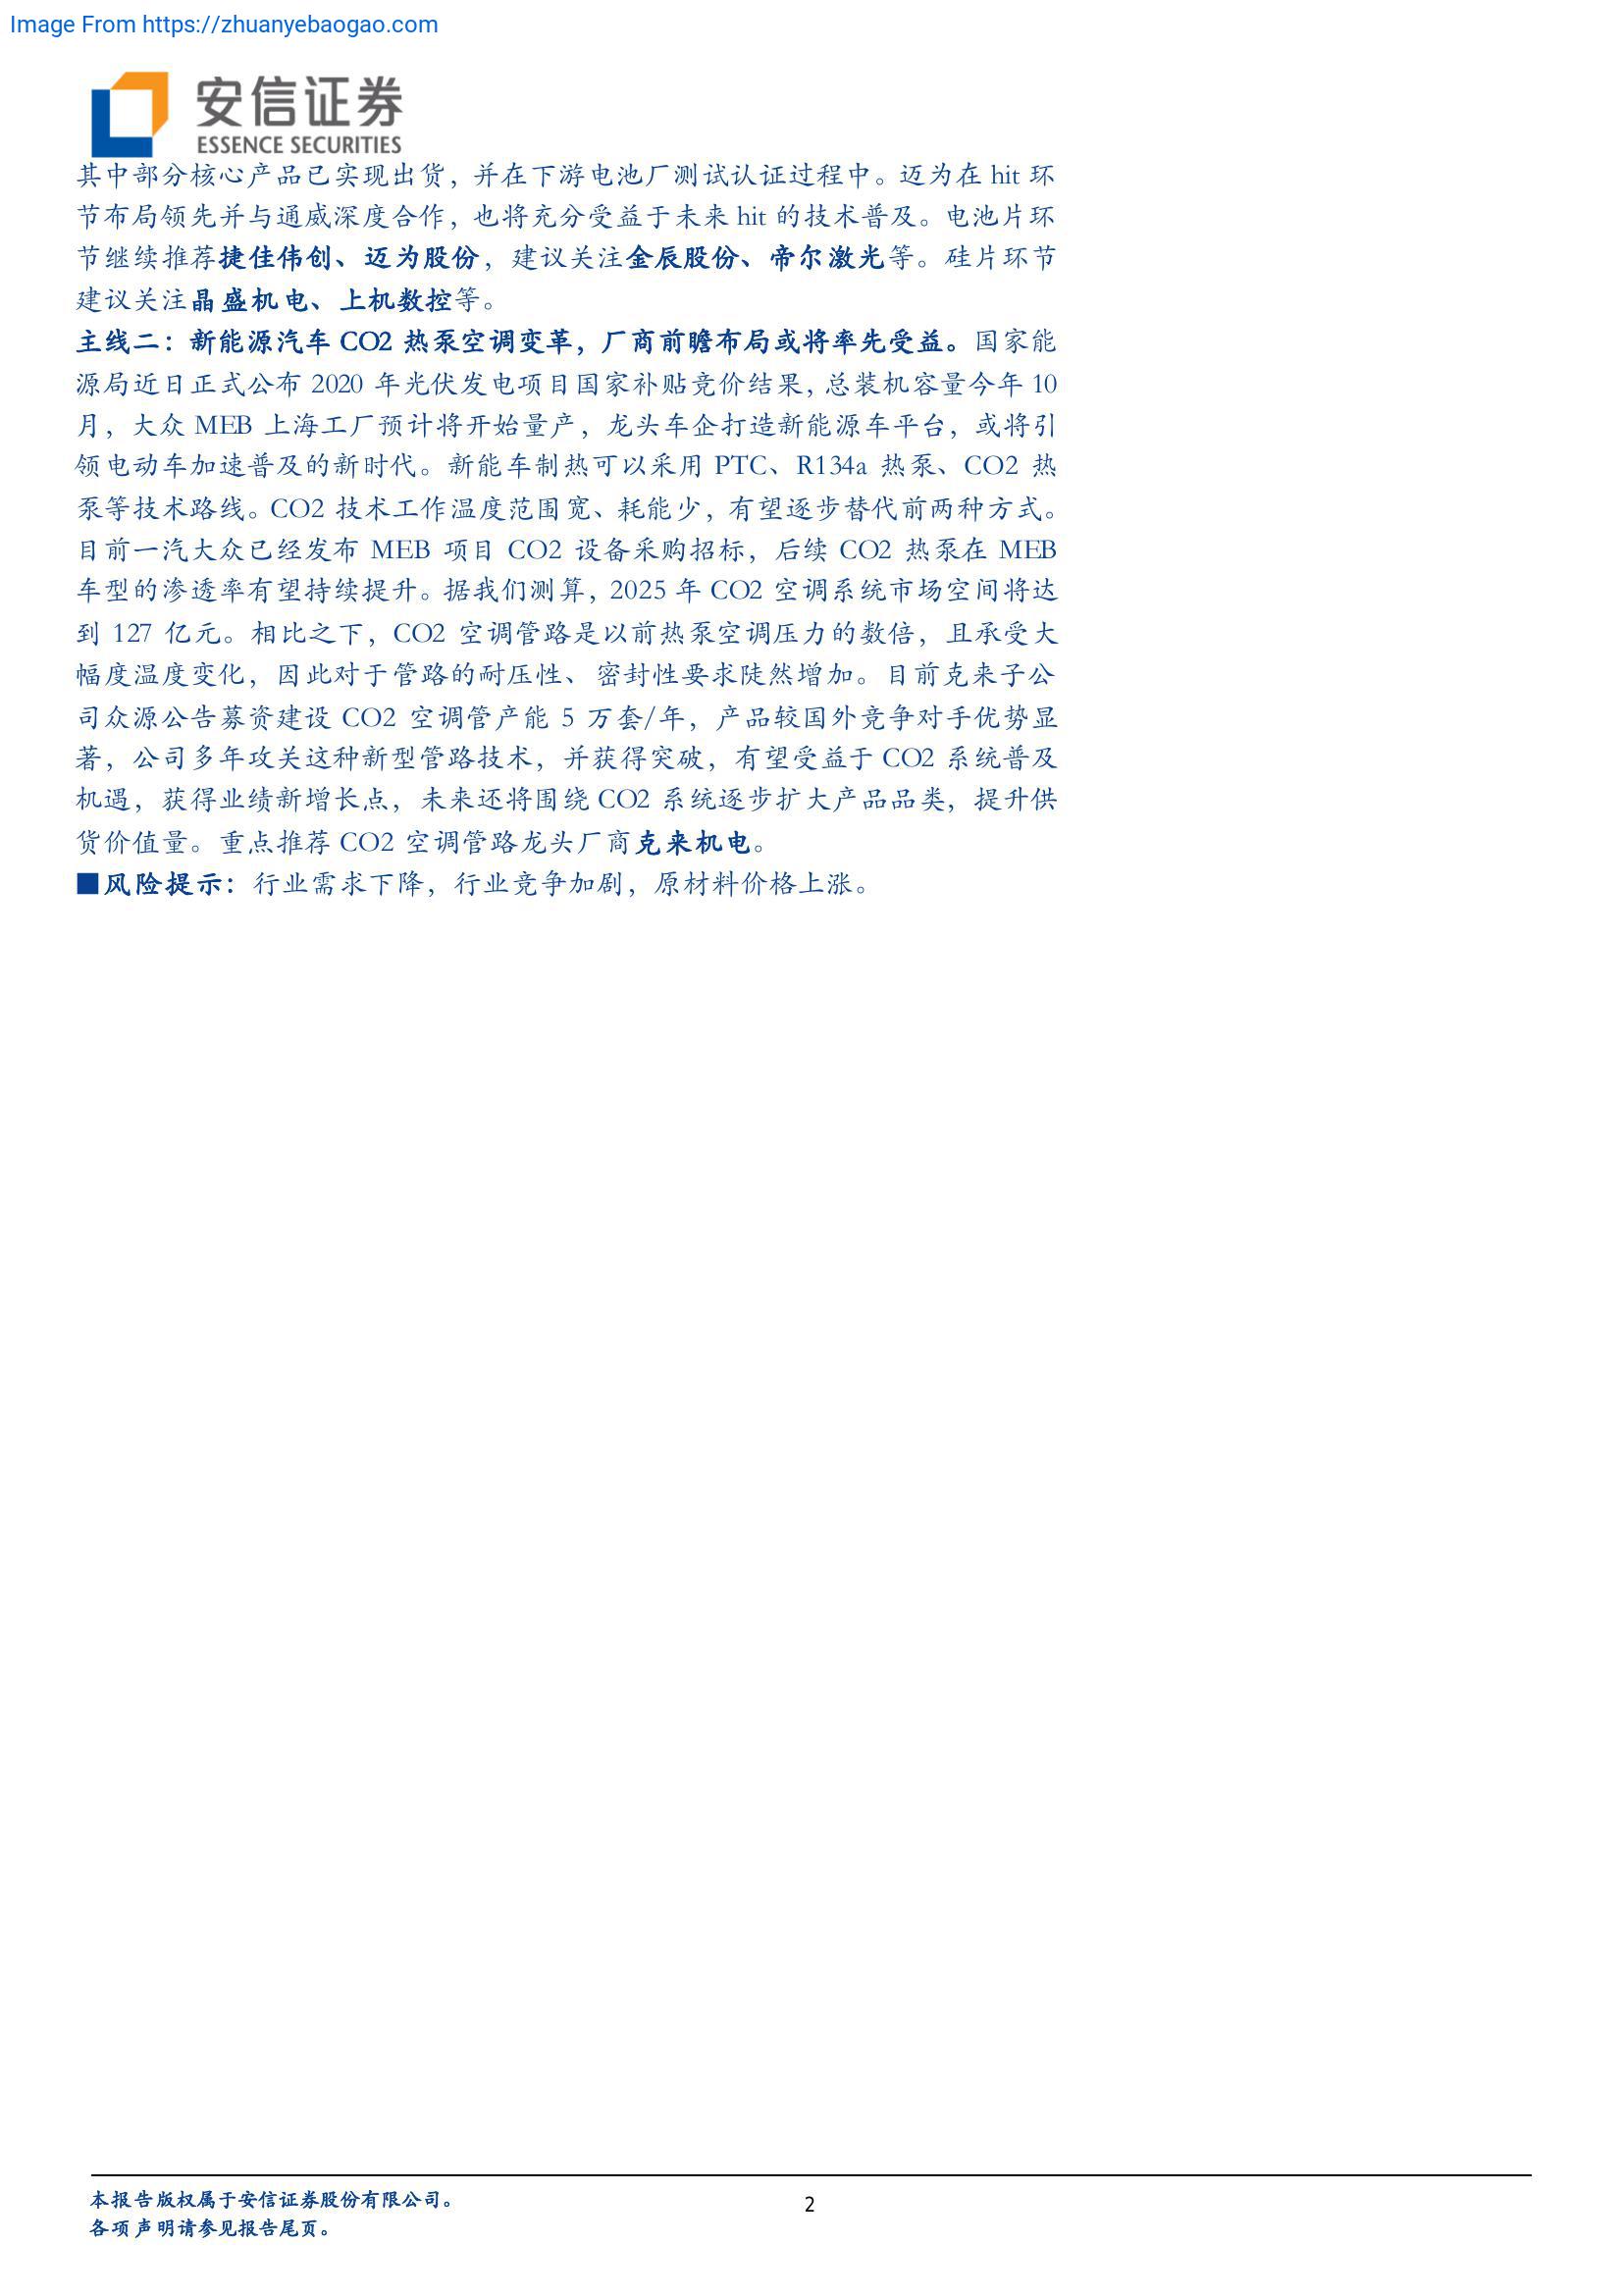 Image From https://zhuanyebaogao.com
安信证券
ESSENCE SECURITIES
其中部分核心产品已实现出货，并在下游电池厂测试认证过程中。迈为在 hit 环
节布局领先并与通威深度合作，也将充分受益于未来 hit 的技术普及。电池片环
节继续推荐捷佳伟创、迈为股份，建议关注金辰股份、帝尔激光等。硅片环节
建议关注晶盛机电、上机数控等。
主线二：新能源汽车 CO2 热泵空调变革，厂商前瞻布局或将率先受益。国家能
源局近日正式公布 2020 年光伏发电项目国家补贴竞价结果，总装机容量今年 10
月，大众 MEB 上海工厂预计将开始量产，龙头车企打造新能源车平台，或将引
领电动车加速普及的新时代。新能车制热可以采用 PTC、R134a 热泵、CO2 热
泵等技术路线。CO2 技术工作温度范围宽、耗能少，有望逐步替代前两种方式。
目前一汽大众已经发布 MEB 项目 CO2 设备采购招标，后续 CO2 热泵在 MEB
车型的渗透率有望持续提升。据我们测算，2025 年 CO2 空调系统市场空间将达
到 127 亿元。相比之下，CO2 空调管路是以前热泵空调压力的数倍，且承受大
幅度温度变化，因此对于管路的耐压性、密封性要求陡然增加。目前克来子公
司众源公告募资建设 CO2 空调管产能 5 万套/年，产品较国外竞争对手优势显
著，公司多年攻关这种新型管路技术，并获得突破，有望受益于 CO2 系统普及
机遇，获得业绩新增长点，未来还将围绕 CO2 系统逐步扩大产品品类，提升供
货价值量。重点推荐 CO2 空调管路龙头厂商克来机电。
■风险提示：行业需求下降，行业竞争加剧，原材料价格上涨。
本报告版权属于安信证券股份有限公司。
各项声明请参见报告尾页。
2